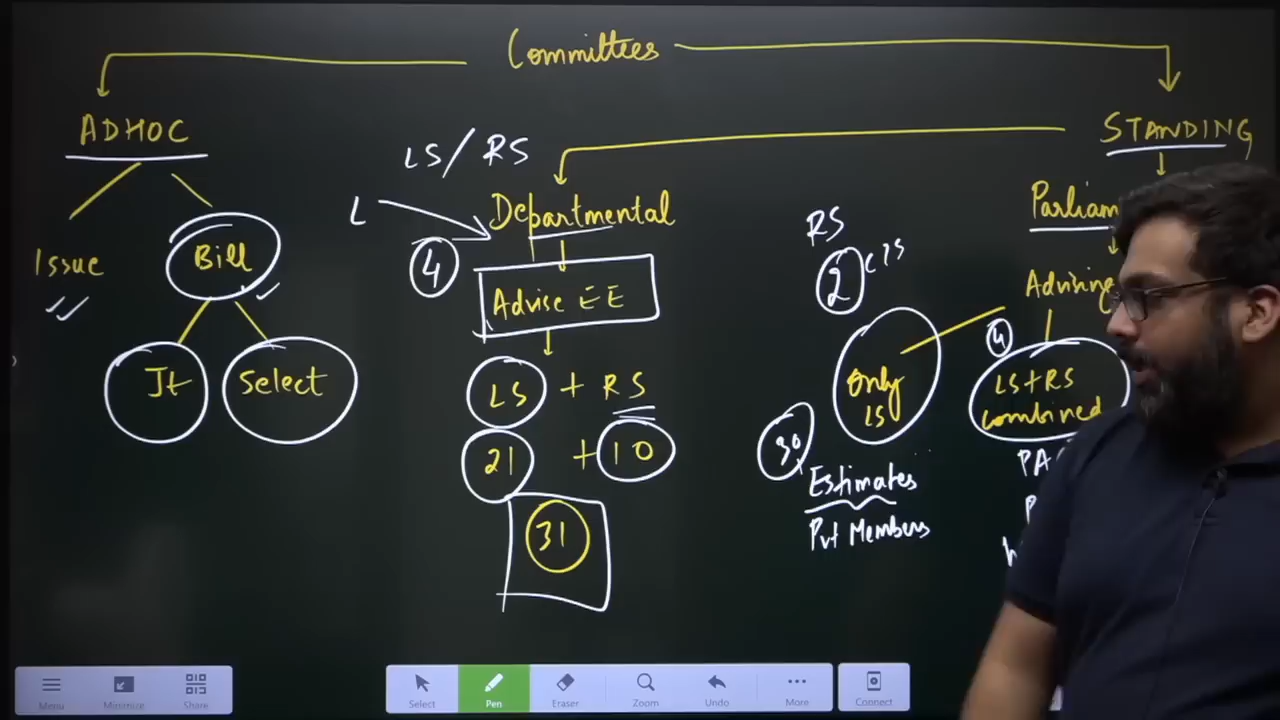 Committees
ADHOC
STANDING
LS/RS
L
Departmental
RS
2
4
Issue
Bill
Advise EE
Advising
4
Jt
Select
LS + RS
Only
LS
LS+RS
combined
21 + 10
30
31
Estimates
Pvt Members
Menu
Minimize
Share
Select
Pen
Eraser
Zoom
Undo
More
Connect